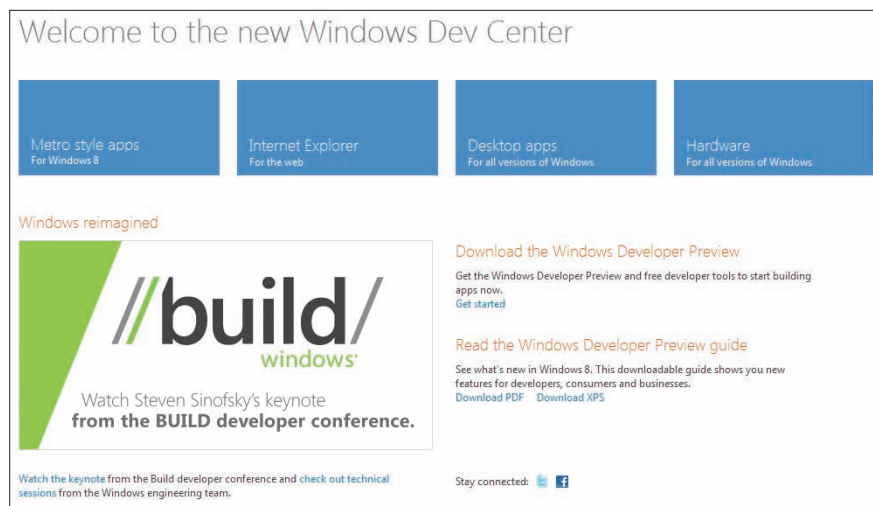 Welcome to the new Windows Dev Center
Metro style apps
For Windows 8
Internet Explorer
For the web
Desktop apps
For all versions of Windows
Hardware
For all versions of Windows
Windows reimagined
//build/
windows
Watch Steven Sinofsky's keynote
from the BUILD developer conference.
Watch the keynote from the Build developer conference and check out technical
sessions from the Windows engineering team.
Download the Windows Developer Preview
Get the Windows Developer Preview and free developer tools to start building
apps now.
Get started
Read the Windows Developer Preview guide
See what's new in Windows 8. This downloadable guide shows you new
features for developers, consumers and businesses.
Download PDF Download XPS
Stay connected: